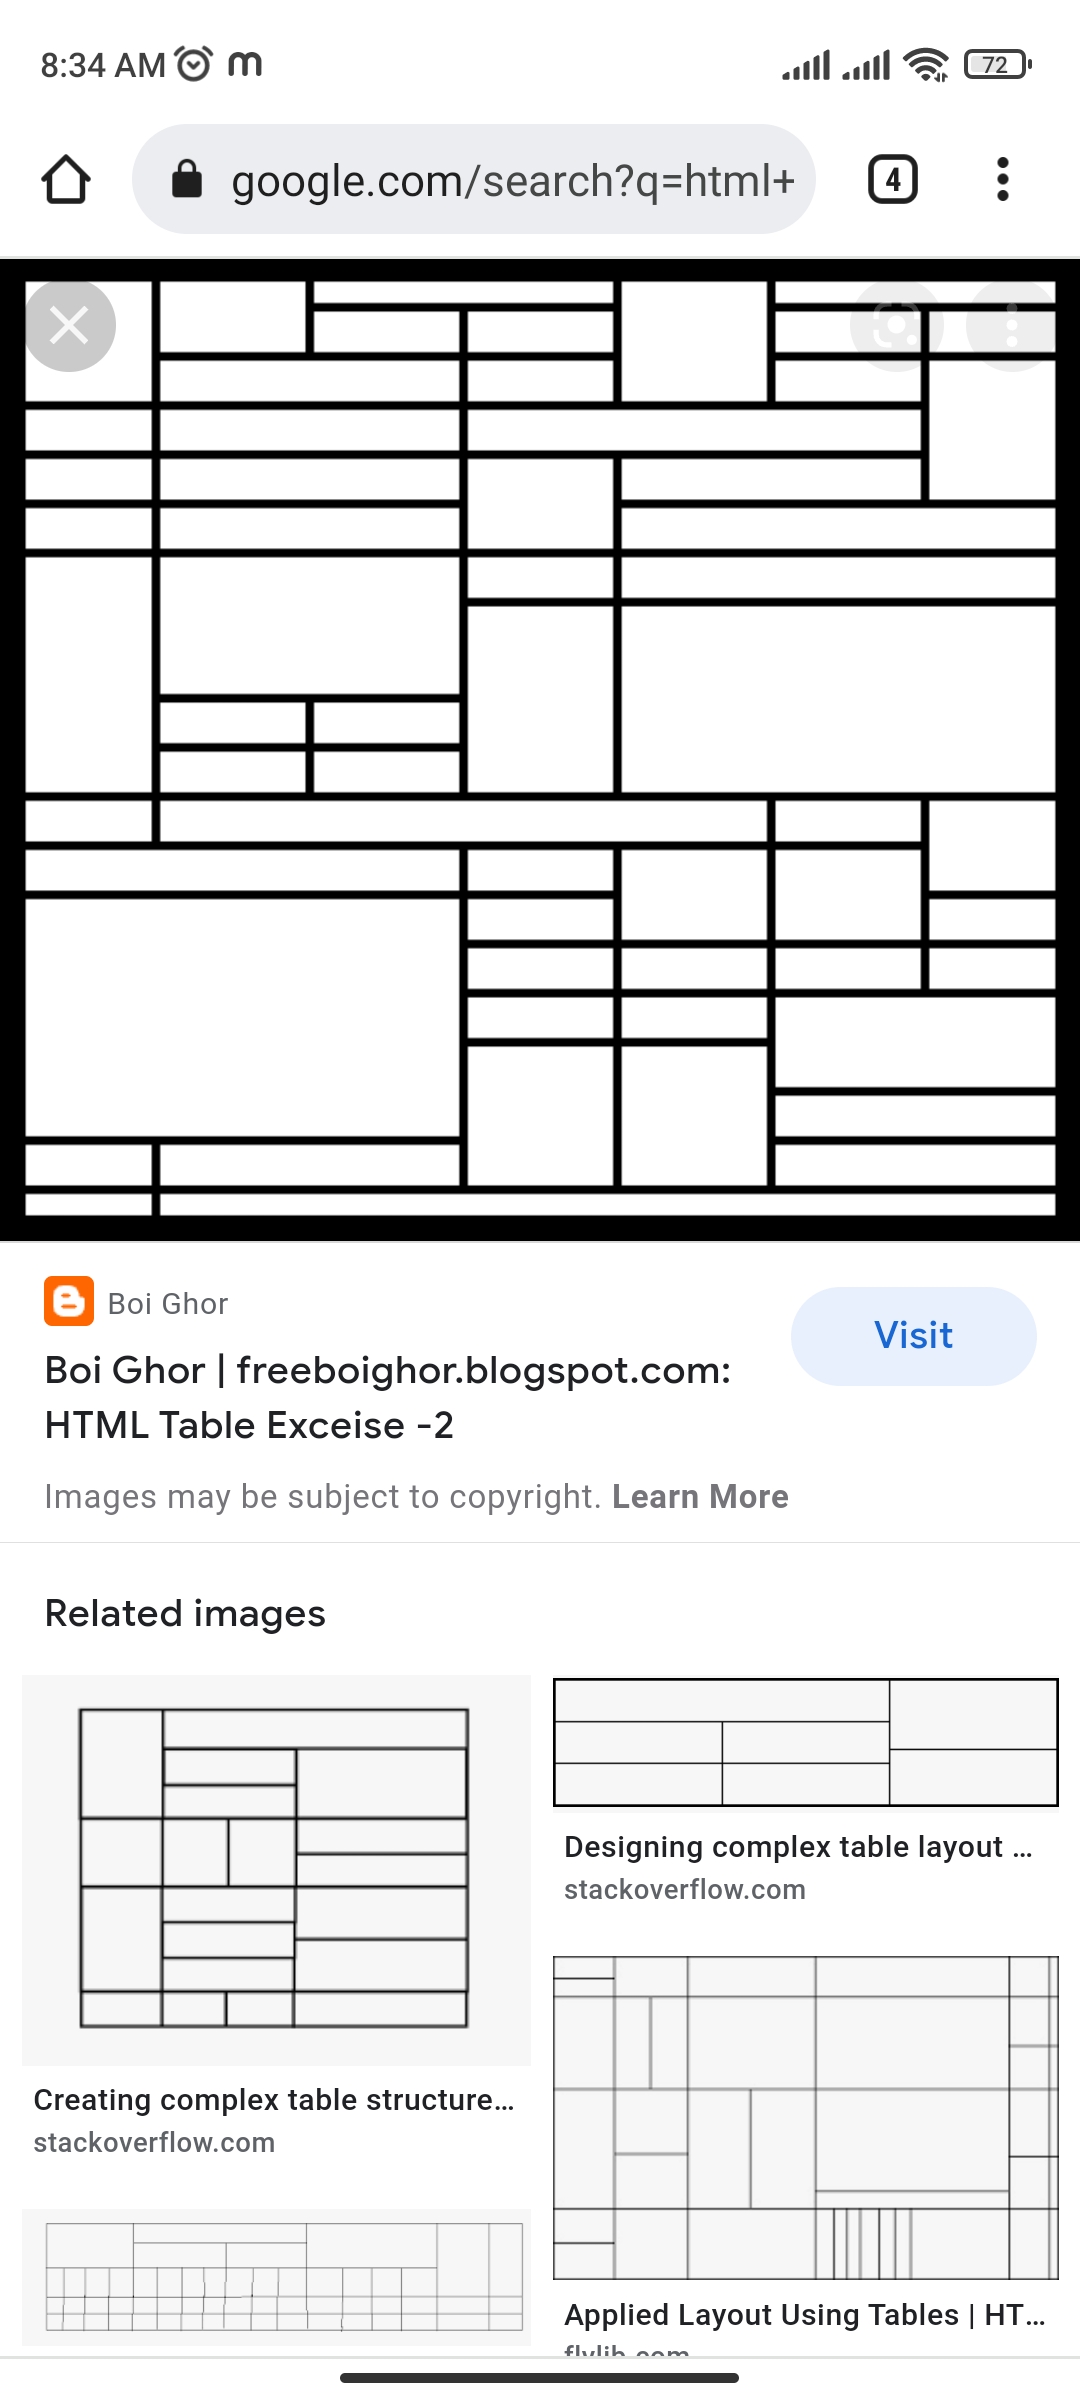 8:34 AM m 72
google.com/search?q=html+ 4
Boi Ghor
Visit
Boi Ghor | freeboighor.blogspot.com:
HTML Table Exceise -2
Images may be subject to copyright. Learn More
Related images
Designing complex table layout ...
stackoverflow.com
Creating complex table structure...
stackoverflow.com
Applied Layout Using Tables | HT...
flylib.com